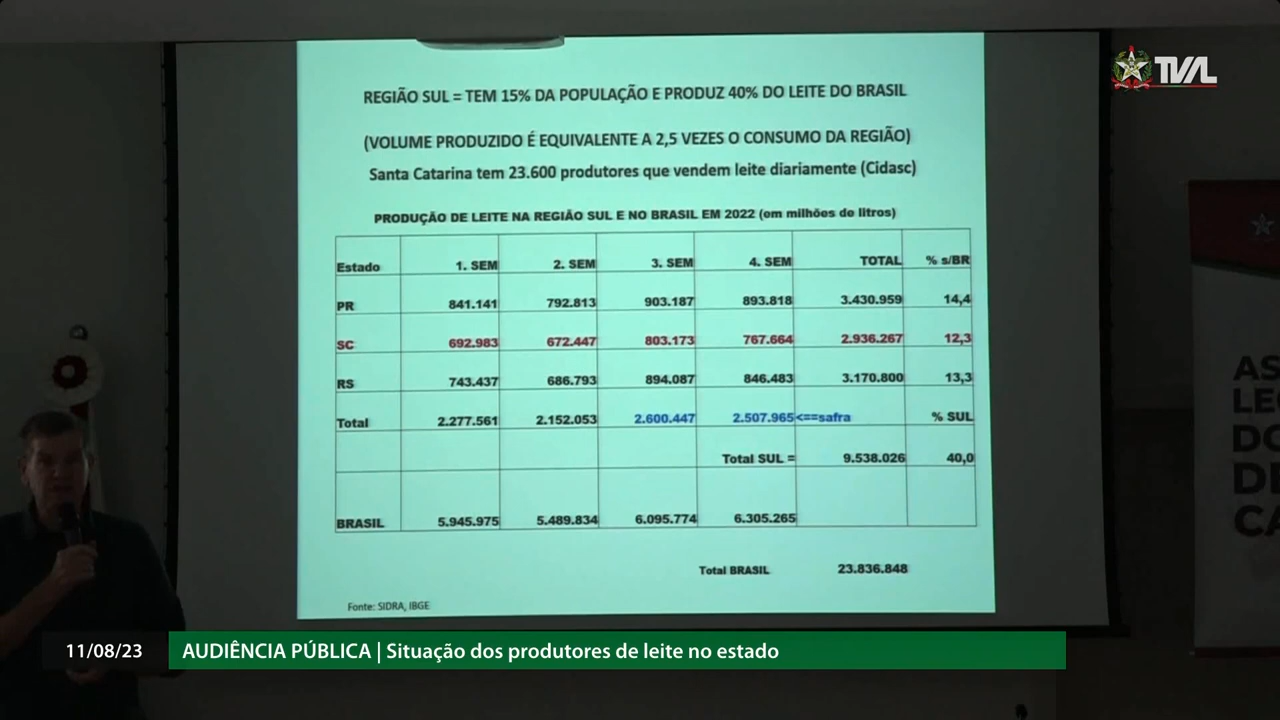 TVAL
REGIÃO SUL = TEM 15% DA POPULAÇÃO E PRODUZ 40% DO LEITE DO BRASIL
(VOLUME PRODUZIDO É EQUIVALENTE A 2,5 VEZES O CONSUMO DA REGIÃO)
Santa Catarina tem 23.600 produtores que vendem leite diariamente (Cidasc)
PRODUÇÃO DE LEITE NA REGIÃO SUL E NO BRASIL EM 2022 (em milhões de litros)
Estado 1. SEM 2. SEM 3. SEM 4. SEM TOTAL % s/BR
PR 841.141 792.813 903.187 893.818 3.430.959 14,4
SC 692.983 672.447 803.173 767.664 2.936.267 12,3
RS 743.437 686.793 894.087 846.483 3.170.800 13,3
Total 2.277.561 2.152.053 2.600.447 2.507.965<==safra % SUL
Total SUL = 9.538.026 40,0
BRASIL 5.945.975 5.489.834 6.095.774 6.305.265
Total BRASIL 23.836.848
Fonte: SIDRA, IBGE
AS
LEG
DO
DE
CA
11/08/23 AUDIÊNCIA PÚBLICA | Situação dos produtores de leite no estado